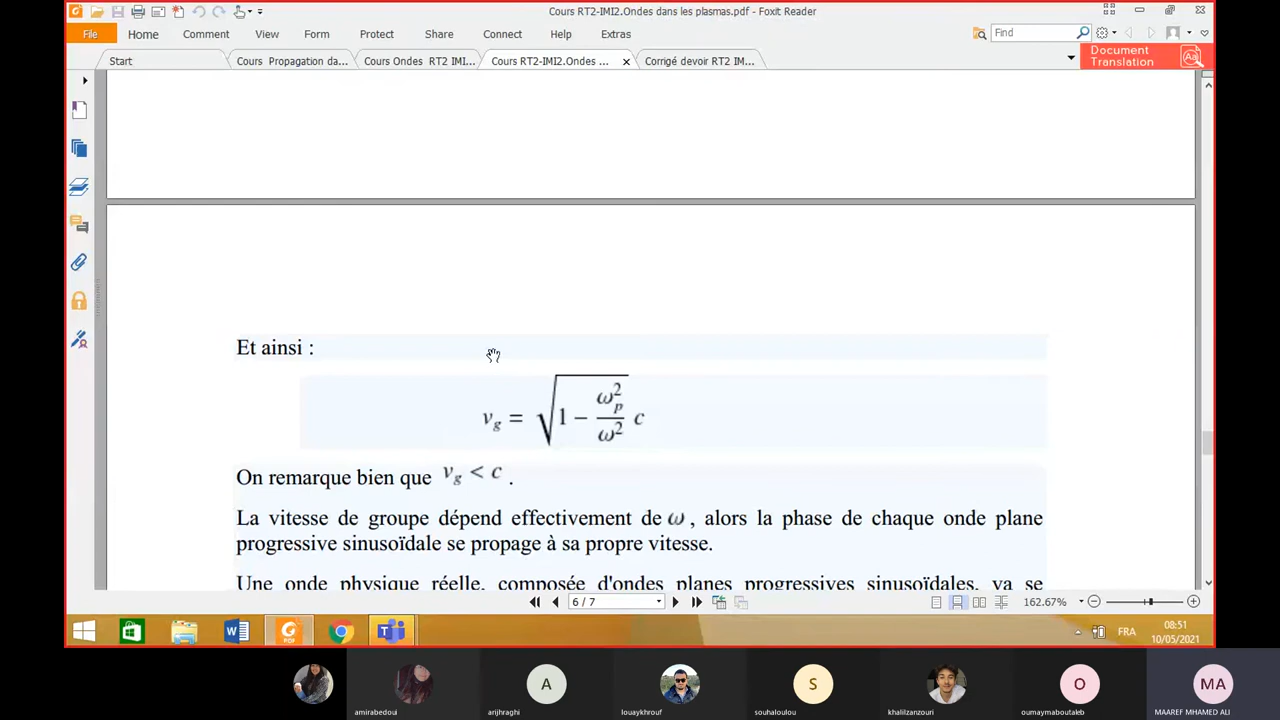 Cours RT2-IMI2.Ondes dans les plasmas.pdf - Foxit Reader
File Home Comment View Form Protect Share Connect Help Extras
Find
Start Cours Propagation da... Cours Ondes RT2 IMI... Cours RT2-IMI2.Ondes ... Corrigé devoir RT2 IM...
Document
Translation
Et ainsi :
v_g = √(1 − ω_p²/ω²) c
On remarque bien que v_g < c .
La vitesse de groupe dépend effectivement de ω, alors la phase de chaque onde plane
progressive sinusoïdale se propage à sa propre vitesse.
Une onde physique réelle, composée d'ondes planes progressives sinusoïdales, va se
6 / 7
162.67%
FRA
08:51
10/05/2021
A
S
O
MA
amirabedoui
arijhraghi
louaykhrouf
souhaloulou
khalilzanzouri
oumaymaboutaleb
MAAREF MHAMED ALI